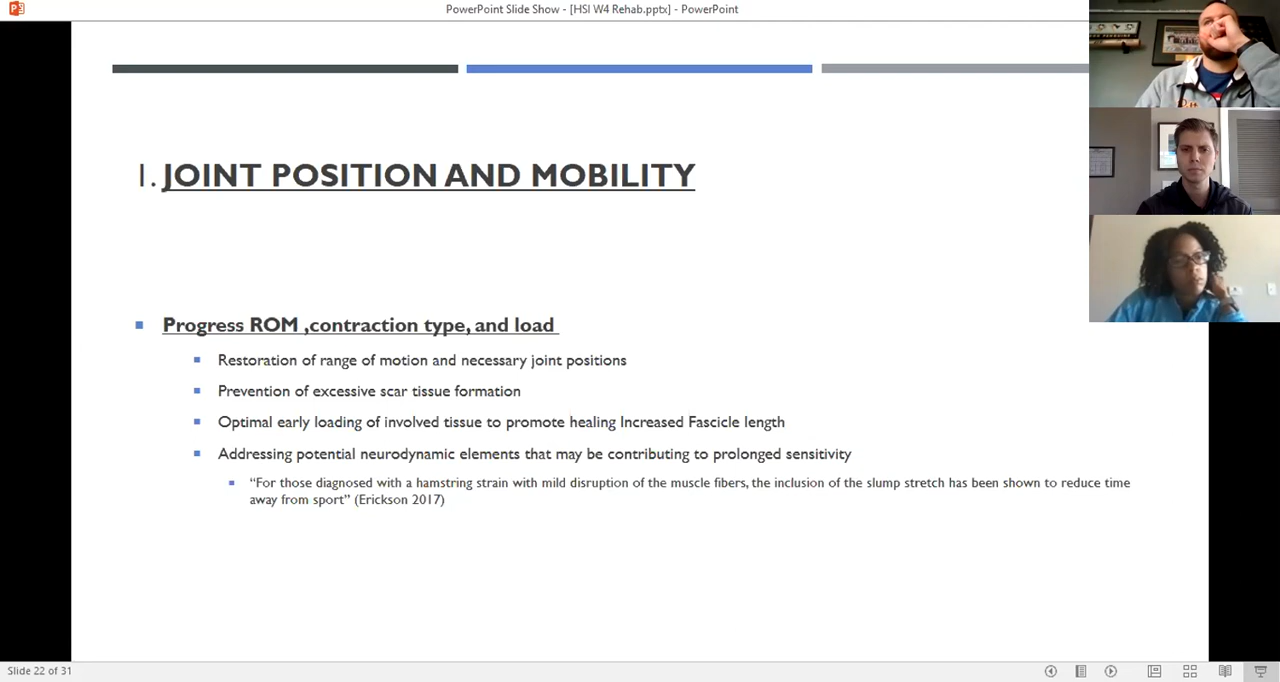 PowerPoint Slide Show - [HSI W4 Rehab.pptx] - PowerPoint
1. JOINT POSITION AND MOBILITY
Progress ROM ,contraction type, and load
Restoration of range of motion and necessary joint positions
Prevention of excessive scar tissue formation
Optimal early loading of involved tissue to promote healing Increased Fascicle length
Addressing potential neurodynamic elements that may be contributing to prolonged sensitivity
“For those diagnosed with a hamstring strain with mild disruption of the muscle fibers, the inclusion of the slump stretch has been shown to reduce time
away from sport” (Erickson 2017)
Slide 22 of 31